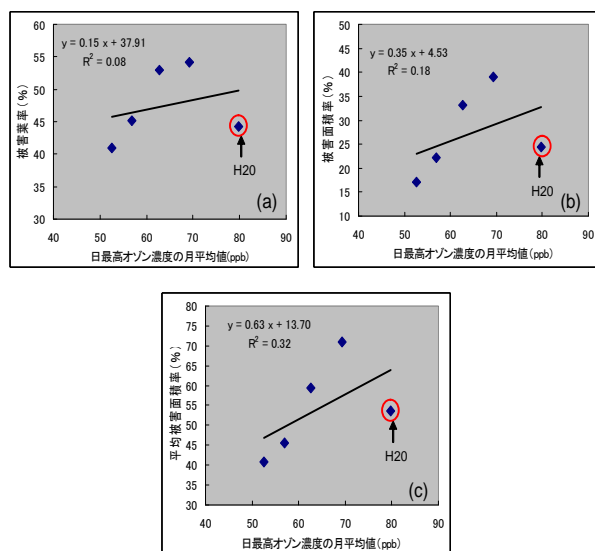 (a)
y = 0.15 x + 37.91
R² = 0.08
被害葉率(%)
60
55
50
45
40
35
30
H20
40 50 60 70 80 90
日最高オゾン濃度の月平均値(ppb)
(b)
y = 0.35 x + 4.53
R² = 0.18
被害面積率(%)
50
45
40
35
30
25
20
15
10
H20
40 50 60 70 80 90
日最高オゾン濃度の月平均値(ppb)
(c)
y = 0.63 x + 13.70
R² = 0.32
平均被害面積率(%)
80
75
70
65
60
55
50
45
40
35
30
H20
40 50 60 70 80 90
日最高オゾン濃度の月平均値(ppb)